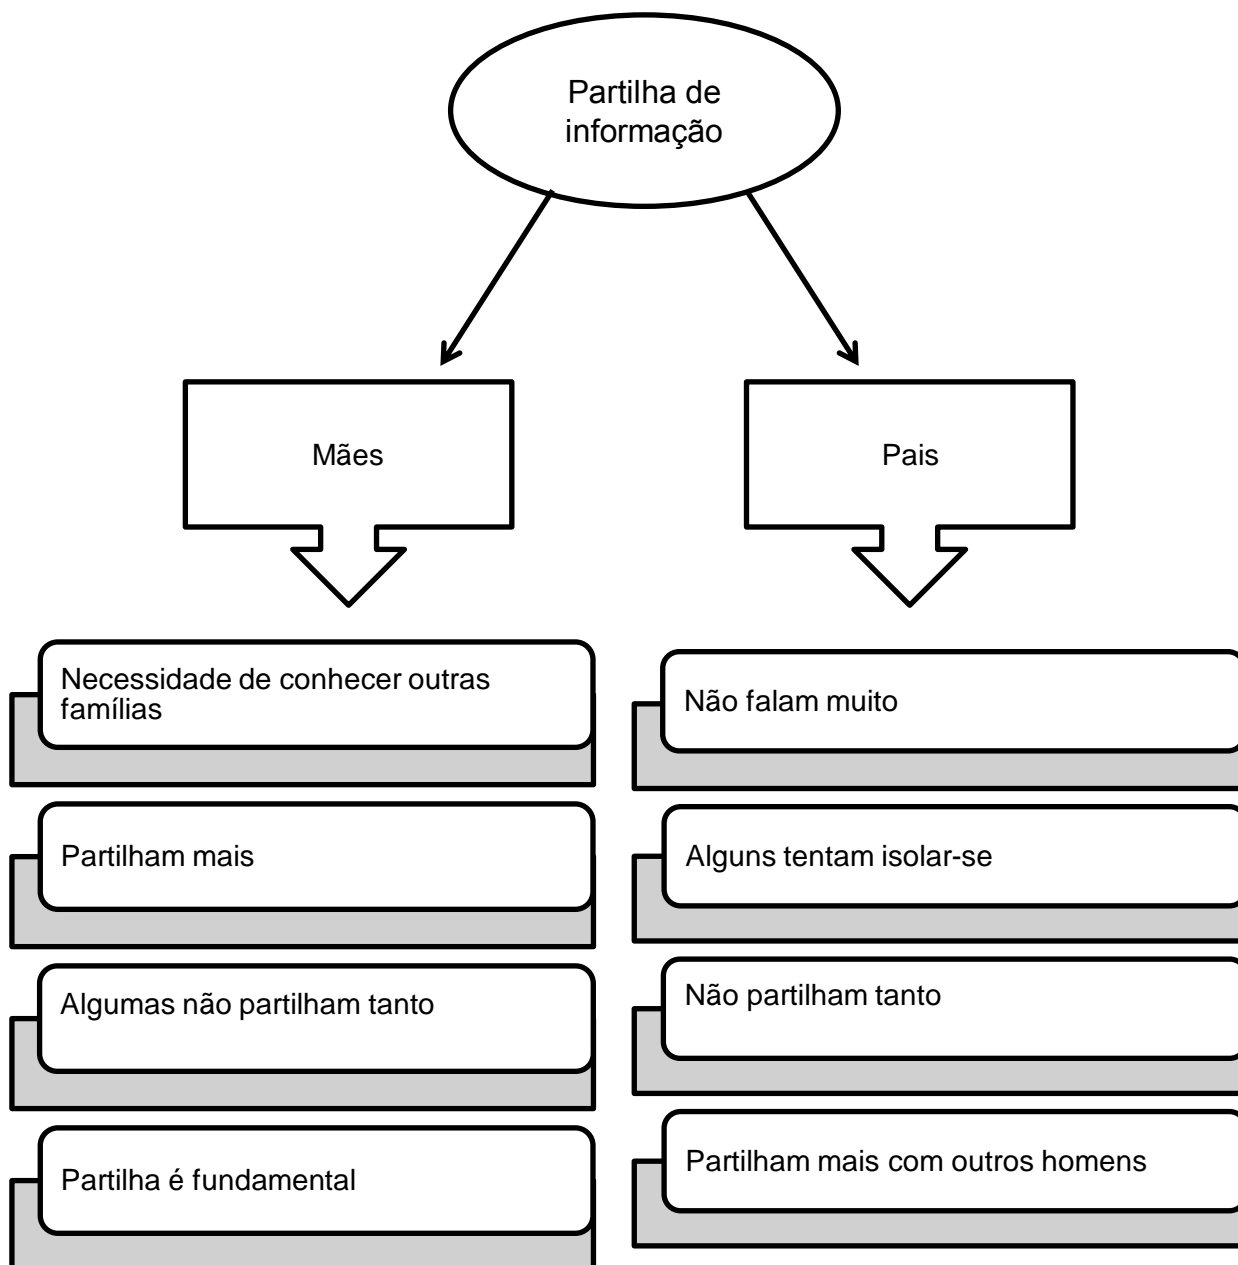 Partilha de
informação
Mães
Pais
Necessidade de conhecer outras
famílias
Partilham mais
Algumas não partilham tanto
Partilha é fundamental
Não falam muito
Alguns tentam isolar-se
Não partilham tanto
Partilham mais com outros homens